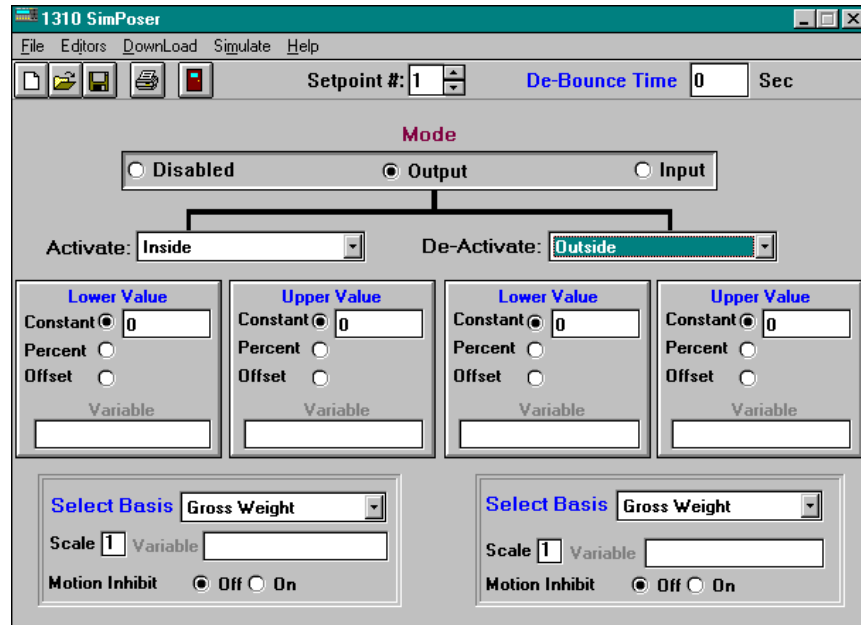 1310 SimPoser
File Editors DownLoad Simulate Help
Setpoint #: 1 De-Bounce Time 0 Sec
Mode
Disabled Output Input
Activate: Inside De-Activate: Outside
Lower Value Upper Value Lower Value Upper Value
Constant 0 Constant 0 Constant 0 Constant 0
Percent Percent Percent Percent
Offset Offset Offset Offset
Variable Variable Variable Variable
Select Basis Gross Weight Select Basis Gross Weight
Scale 1 Variable Scale 1 Variable
Motion Inhibit Off On Motion Inhibit Off On